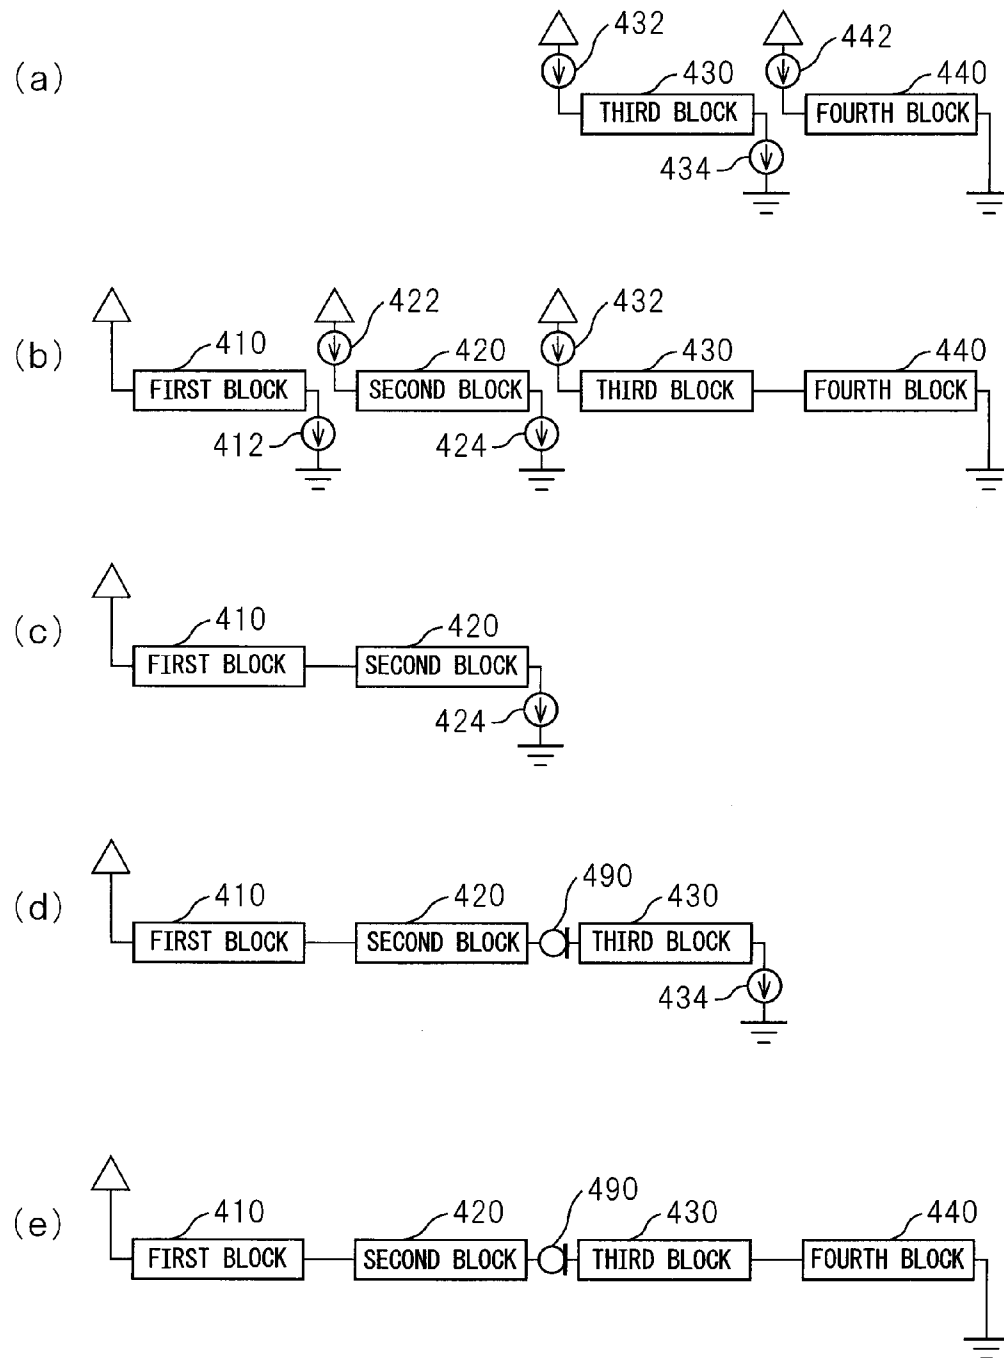 (a)
432
442
430
440
THIRD BLOCK
FOURTH BLOCK
434
(b)
422
432
410
420
430
440
FIRST BLOCK
SECOND BLOCK
THIRD BLOCK
FOURTH BLOCK
412
424
(c)
410
420
FIRST BLOCK
SECOND BLOCK
424
(d)
490
410
420
430
FIRST BLOCK
SECOND BLOCK
THIRD BLOCK
434
(e)
490
410
420
430
440
FIRST BLOCK
SECOND BLOCK
THIRD BLOCK
FOURTH BLOCK